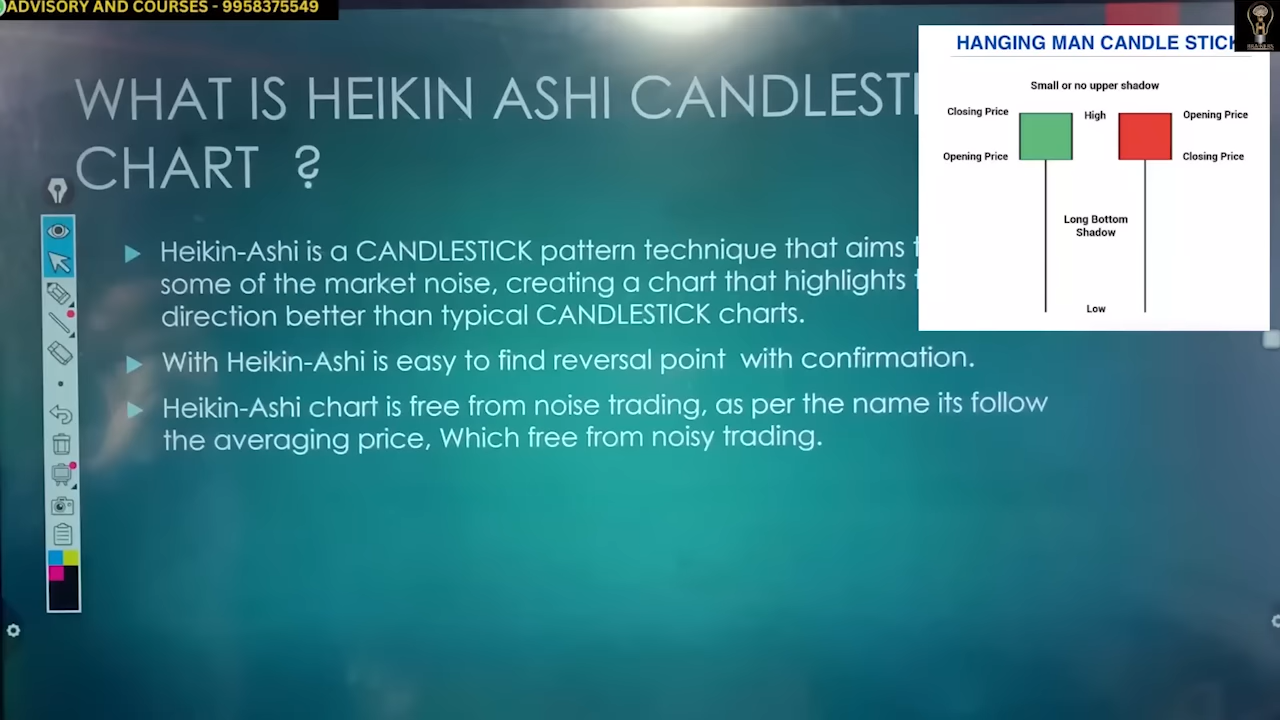 ADVISORY AND COURSES - 9958375549
WHAT IS HEIKIN ASHI CANDLEST
CHART ?
Heikin-Ashi is a CANDLESTICK pattern technique that aims
some of the market noise, creating a chart that highlights
direction better than typical CANDLESTICK charts.
With Heikin-Ashi is easy to find reversal point with confirmation.
Heikin-Ashi chart is free from noise trading, as per the name its follow
the averaging price, Which free from noisy trading.
HANGING MAN CANDLE STICK
Small or no upper shadow
Closing Price
High
Opening Price
Opening Price
Closing Price
Long Bottom
Shadow
Low